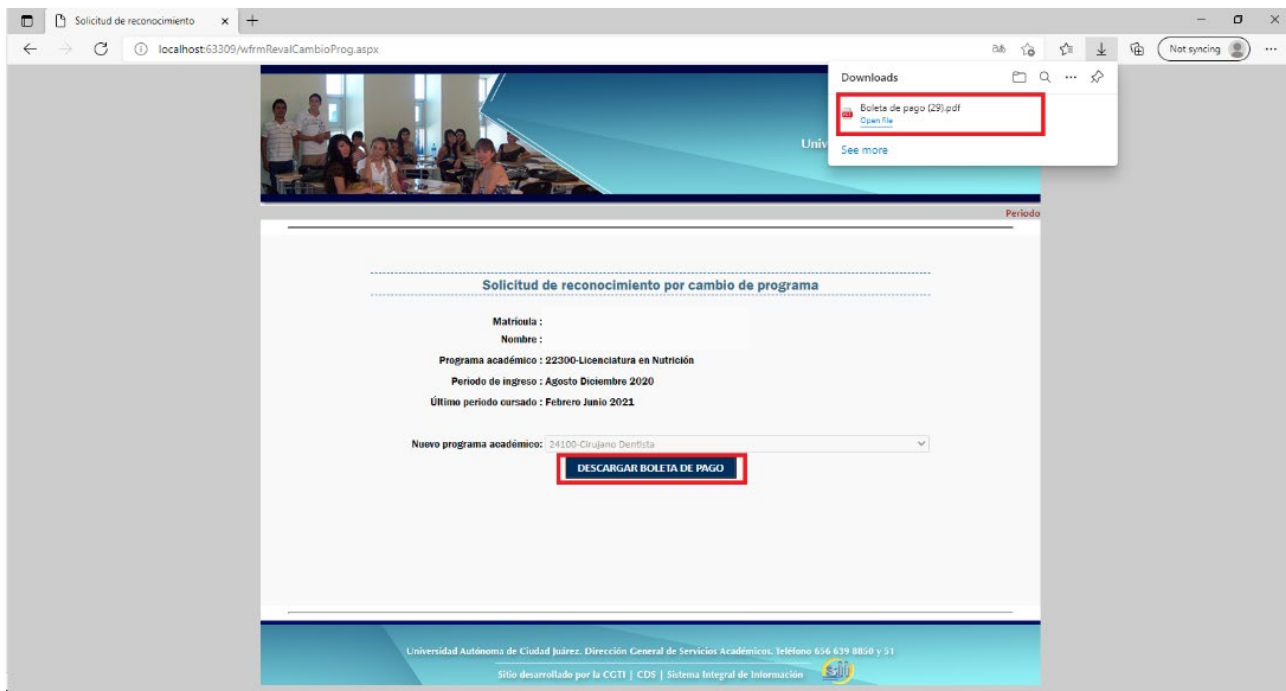 Solicitud de reconocimiento
localhost:63309/wfrmRevalCambioProg.aspx
Not syncing
Downloads
Boleta de pago (29).pdf
Open file
See more
Univ
Periodo
Solicitud de reconocimiento por cambio de programa
Matrícula :
Nombre :
Programa académico : 22300-Licenciatura en Nutrición
Periodo de ingreso : Agosto Diciembre 2020
Último periodo cursado : Febrero Junio 2021
Nuevo programa académico: 24100-Cirujano Dentista
DESCARGAR BOLETA DE PAGO
Universidad Autónoma de Ciudad Juárez. Dirección General de Servicios Académicos. Teléfono 656 639 8850 y 51
Sitio desarrollado por la CGTI | CDS | Sistema Integral de Información